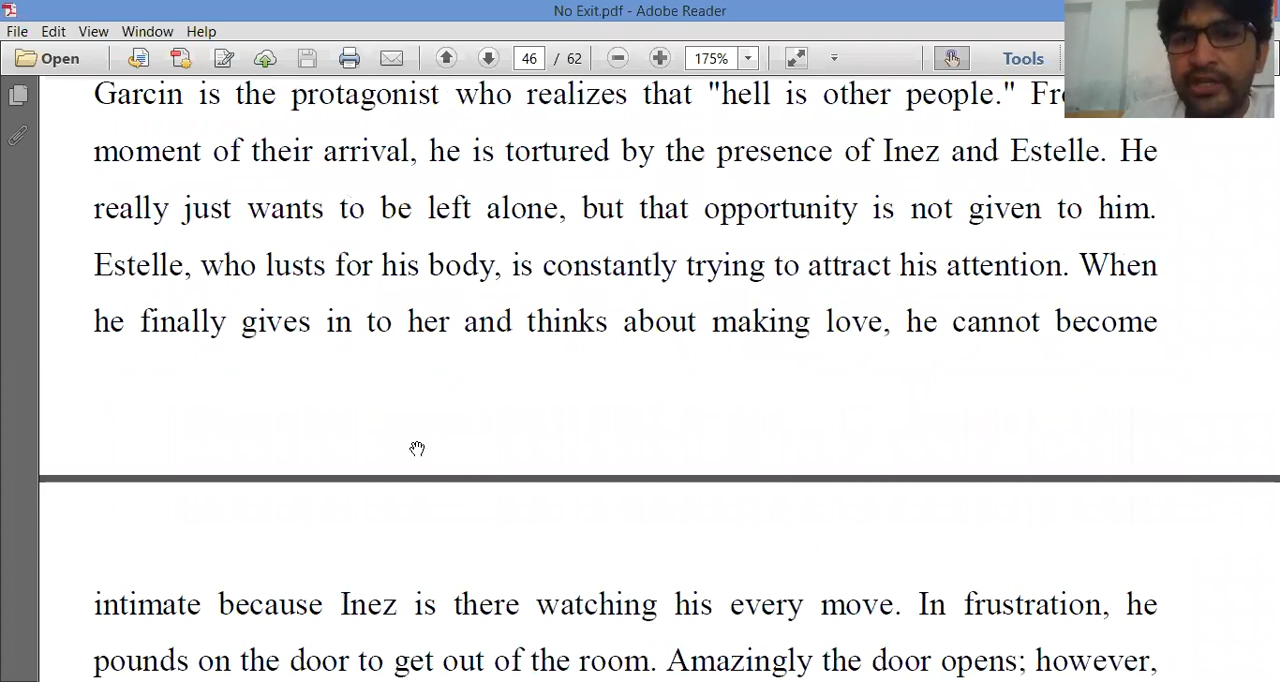 No Exit.pdf - Adobe Reader
File Edit View Window Help
Open 46 / 62 175% Tools
Garcin is the protagonist who realizes that "hell is other people."
moment of their arrival, he is tortured by the presence of Inez and Estelle. He
really just wants to be left alone, but that opportunity is not given to him.
Estelle, who lusts for his body, is constantly trying to attract his attention. When
he finally gives in to her and thinks about making love, he cannot become
intimate because Inez is there watching his every move. In frustration, he
pounds on the door to get out of the room. Amazingly the door opens; however,